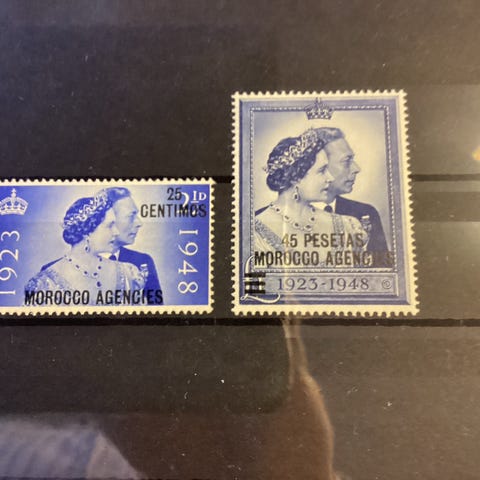 25
CENTIMOS
1923
1948
MOROCCO AGENCIES
45 PESETAS
MOROCCO AGENCIES
£
1923-1948